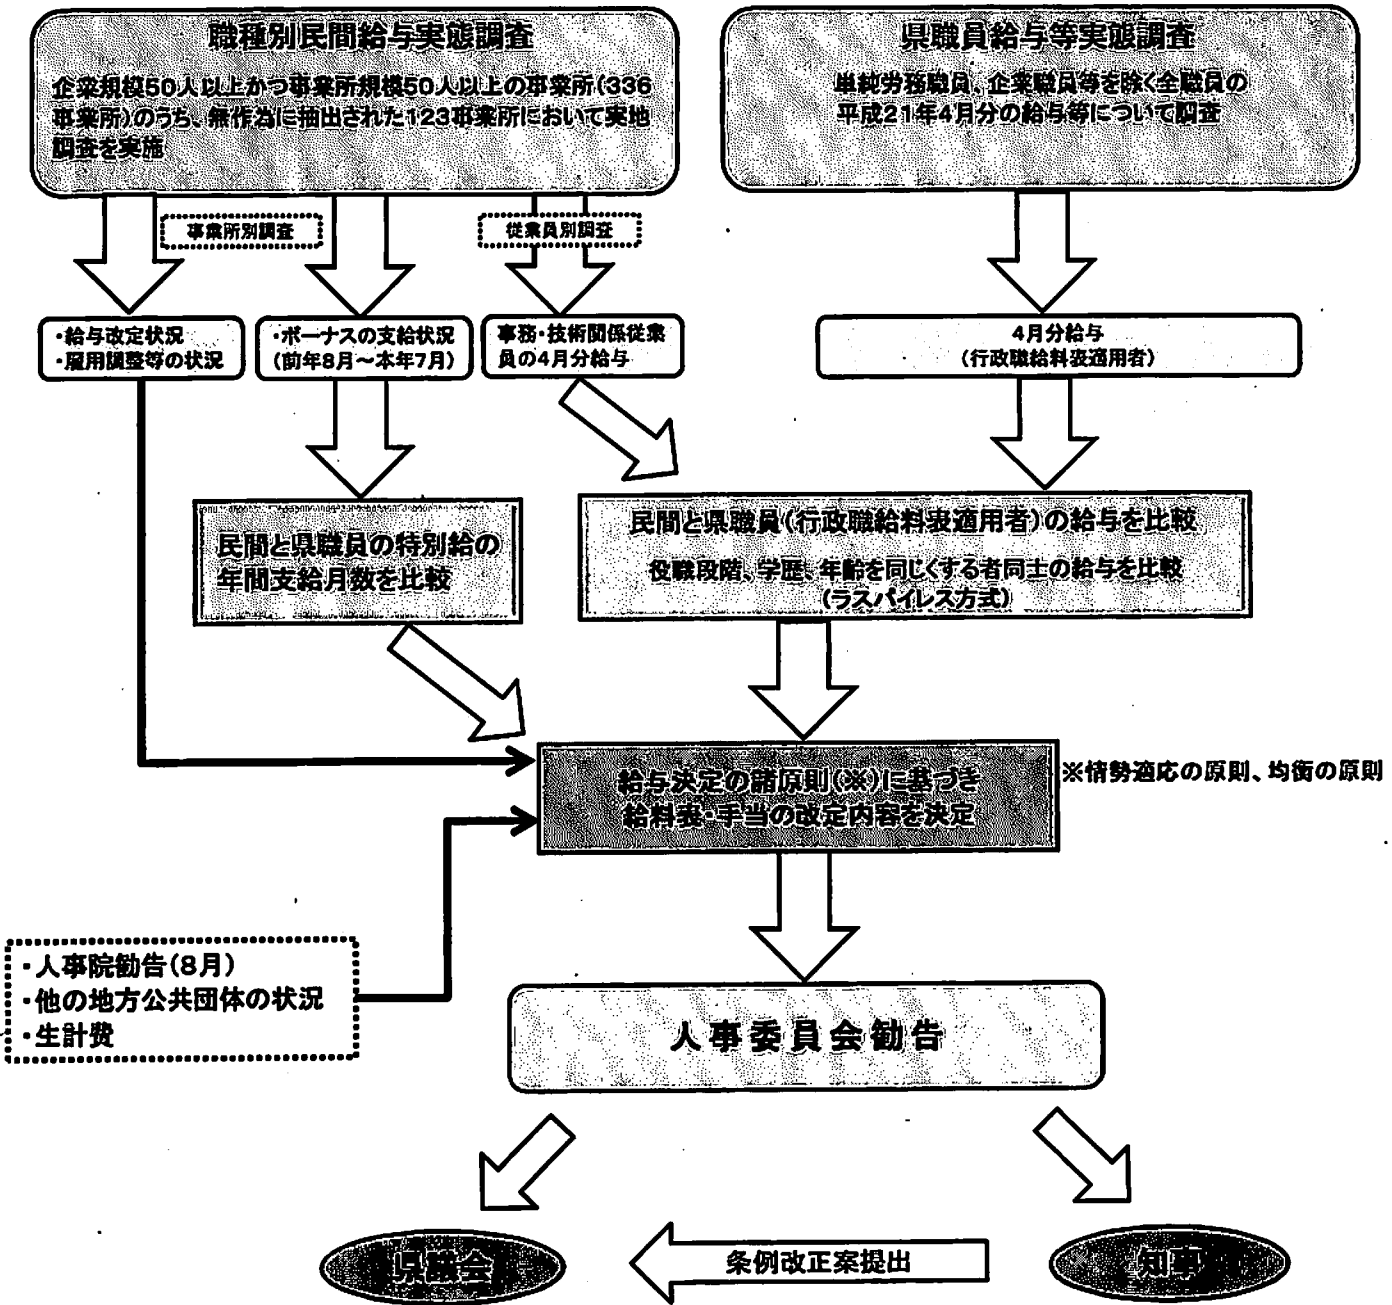 職種別民間給与実態調査
企業規模50人以上かつ事業所規模50人以上の事業所(336
事業所)のうち、無作為に抽出された123事業所において実地
調査を実施
県職員給与等実態調査
単純労務職員、企業職員等を除く全職員の
平成21年4月分の給与等について調査
事業所別調査
従業員別調査
・給与改定状況
・雇用調整等の状況
・ボーナスの支給状況
(前年8月～本年7月)
事務・技術関係従業
員の4月分給与
4月分給与
(行政職給料表適用者)
民間と県職員の特別給の
年間支給月数を比較
民間と県職員(行政職給料表適用者)の給与を比較
役職段階、学歴、年齢を同じくする者同士の給与を比較
(ラスパイレス方式)
給与決定の諸原則(※)に基づき
給料表・手当の改定内容を決定
※情勢適応の原則、均衡の原則
・人事院勧告(8月)
・他の地方公共団体の状況
・生計費
人事委員会勧告
県議会
条例改正案提出
知事